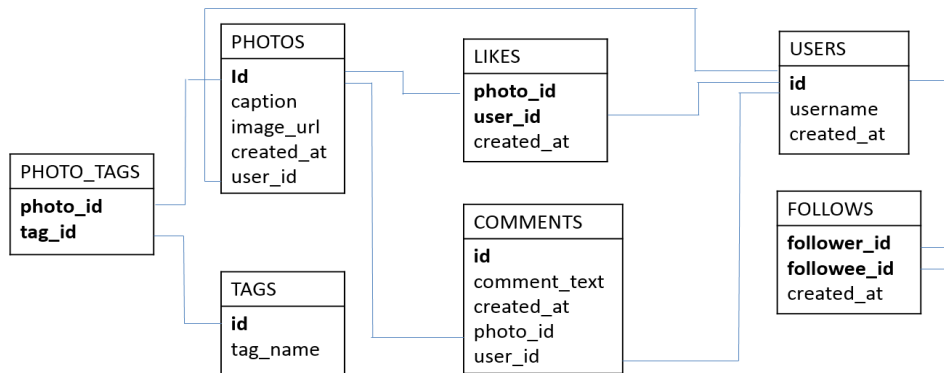 PHOTOS
Id
caption
image_url
created_at
user_id
LIKES
photo_id
user_id
created_at
USERS
id
username
created_at
PHOTO_TAGS
photo_id
tag_id
TAGS
id
tag_name
COMMENTS
id
comment_text
created_at
photo_id
user_id
FOLLOWS
follower_id
followee_id
created_at